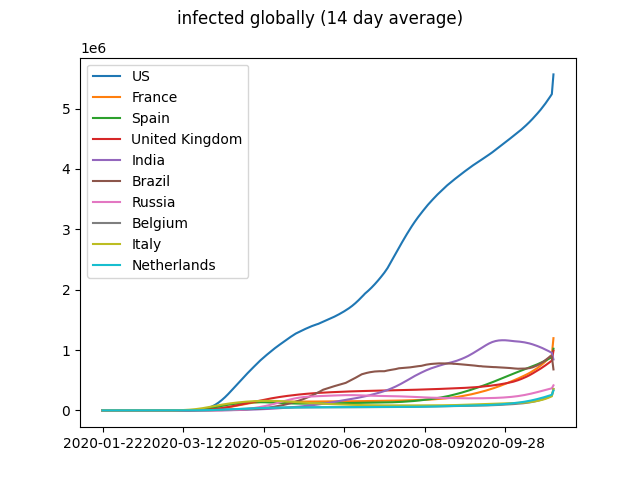 infected globally (14 day average)
1e6
5
4
3
2
1
0
US
France
Spain
United Kingdom
India
Brazil
Russia
Belgium
Italy
Netherlands
2020-01-22 2020-03-12 2020-05-01 2020-06-20 2020-08-09 2020-09-28